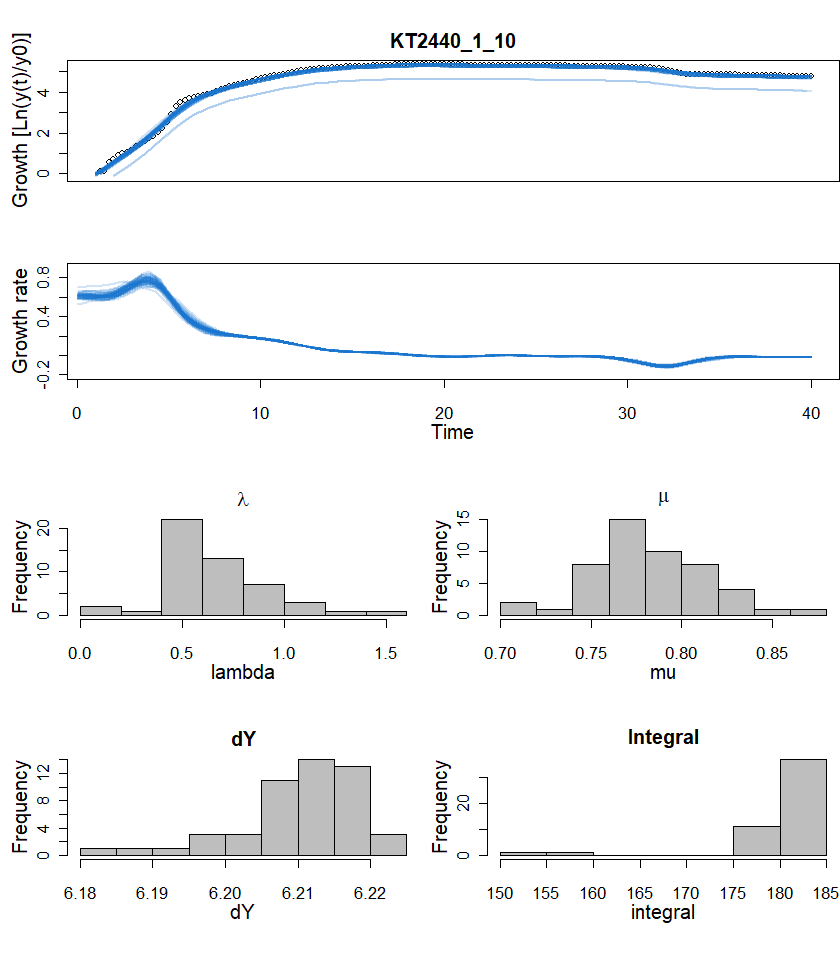 KT2440_1_10
Growth [Ln(y(t)/y0)]
0 2 4
Growth rate
-0.2 0.4 0.8
0 10 20 30 40
Time
λ
Frequency
0 10 20
0.0 0.5 1.0 1.5
lambda
μ
Frequency
0 5 10 15
0.70 0.75 0.80 0.85
mu
dY
Frequency
0 4 8 12
6.18 6.19 6.20 6.21 6.22
dY
Integral
Frequency
0 20
150 155 160 165 170 175 180 185
integral